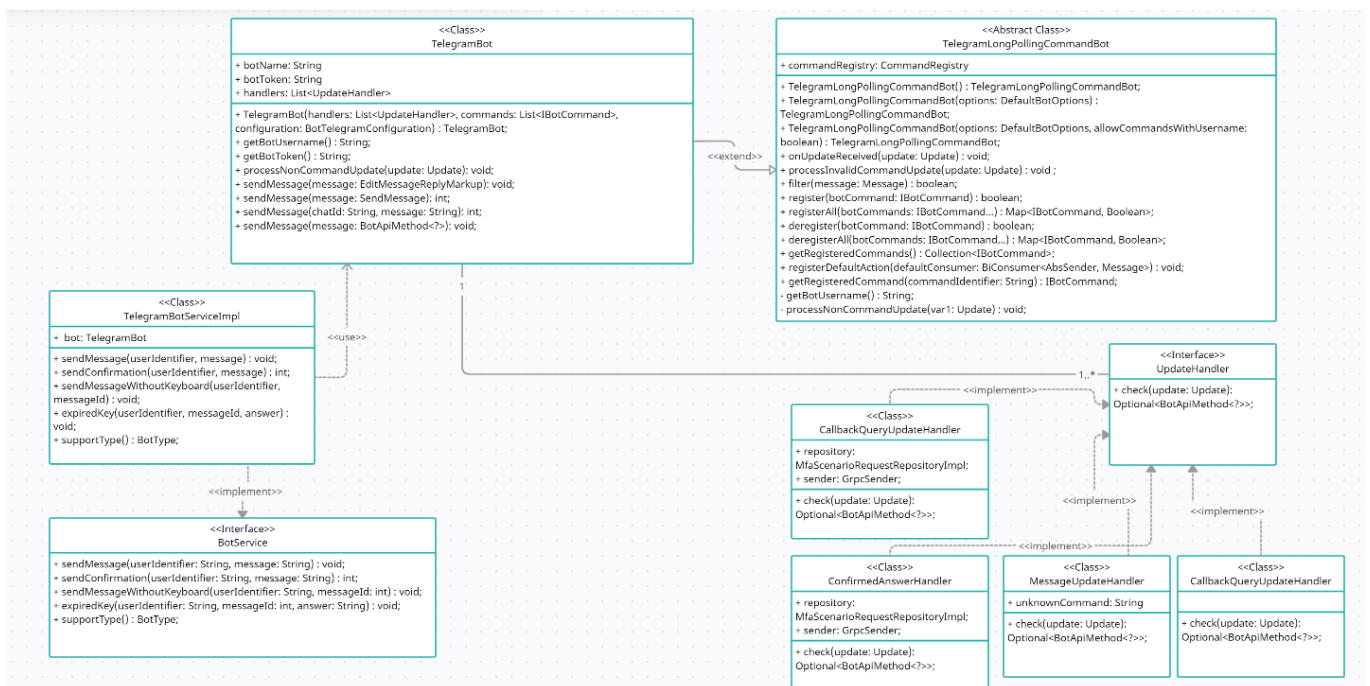 <<Class>>
TelegramBot
+ botName: String
+ botToken: String
+ handlers: List<UpdateHandler>
+ TelegramBot(handlers: List<UpdateHandler>, commands: List<IBotCommand>,
configuration: BotTelegramConfiguration) : TelegramBot;
+ getBotUsername() : String;
+ getBotToken() : String;
+ processNonCommandUpdate(update: Update): void;
+ sendMessage(message: EditMessageReplyMarkup): void;
+ sendMessage(message: SendMessage): int;
+ sendMessage(chatId: String, message: String): int;
+ sendMessage(message: BotApiMethod<?>): void;
<<extend>>
<<Abstract Class>>
TelegramLongPollingCommandBot
+ commandRegistry: CommandRegistry
+ TelegramLongPollingCommandBot() : TelegramLongPollingCommandBot;
+ TelegramLongPollingCommandBot(options: DefaultBotOptions) :
TelegramLongPollingCommandBot;
+ TelegramLongPollingCommandBot(options: DefaultBotOptions, allowCommandsWithUsername:
boolean) : TelegramLongPollingCommandBot;
+ onUpdateReceived(update: Update) : void;
+ processInvalidCommandUpdate(update: Update) : void ;
+ filter(message: Message) : boolean;
+ register(botCommand: IBotCommand) : boolean;
+ registerAll(botCommands: IBotCommand...) : Map<IBotCommand, Boolean>;
+ deregister(botCommand: IBotCommand) : boolean;
+ deregisterAll(botCommands: IBotCommand...) : Map<IBotCommand, Boolean>;
+ getRegisteredCommands() : Collection<IBotCommand>;
+ registerDefaultAction(defaultConsumer: BiConsumer<AbsSender, Message>) : void;
+ getRegisteredCommand(commandIdentifier: String) : IBotCommand;
- getBotUsername() : String;
- processNonCommandUpdate(var1: Update) : void;
1
<<Class>>
TelegramBotServiceImpl
+ bot: TelegramBot
+ sendMessage(userIdentifier, message) : void;
+ sendConfirmation(userIdentifier, message) : int;
+ sendMessageWithoutKeyboard(userIdentifier,
messageId) : void;
+ expiredKey(userIdentifier, messageId, answer) :
void;
+ supportType() : BotType;
<<use>>
<<implement>>
<<Interface>>
BotService
+ sendMessage(userIdentifier: String, message: String) : void;
+ sendConfirmation(userIdentifier: String, message: String) : int;
+ sendMessageWithoutKeyboard(userIdentifier: String, messageId: int) : void;
+ expiredKey(userIdentifier: String, messageId: int, answer: String) : void;
+ supportType() : BotType;
1..*
<<Interface>>
UpdateHandler
+ check(update: Update):
Optional<BotApiMethod<?>>;
<<implement>>
<<Class>>
CallbackQueryUpdateHandler
+ repository:
MfaScenarioRequestRepositoryImpl;
+ sender: GrpcSender;
+ check(update: Update):
Optional<BotApiMethod<?>>;
<<implement>>
<<implement>>
<<implement>>
<<Class>>
ConfirmedAnswerHandler
+ repository:
MfaScenarioRequestRepositoryImpl;
+ sender: GrpcSender;
+ check(update: Update):
Optional<BotApiMethod<?>>;
<<Class>>
MessageUpdateHandler
+ unknownCommand: String
+ check(update: Update):
Optional<BotApiMethod<?>>;
<<Class>>
CallbackQueryUpdateHandler
+ check(update: Update):
Optional<BotApiMethod<?>>;